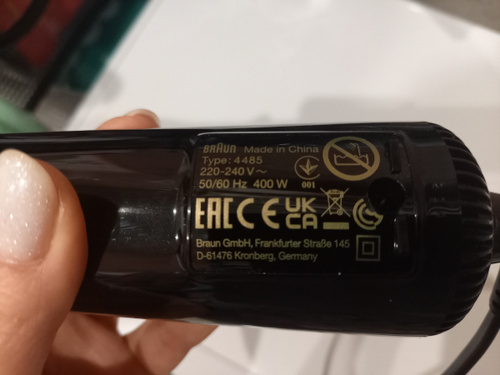 BRAUN Made in China
Type: 4485
220-240 V ~
50/60 Hz 400 W
001
EAC CE UK CA
Braun GmbH, Frankfurter Straße 145
D-61476 Kronberg, Germany